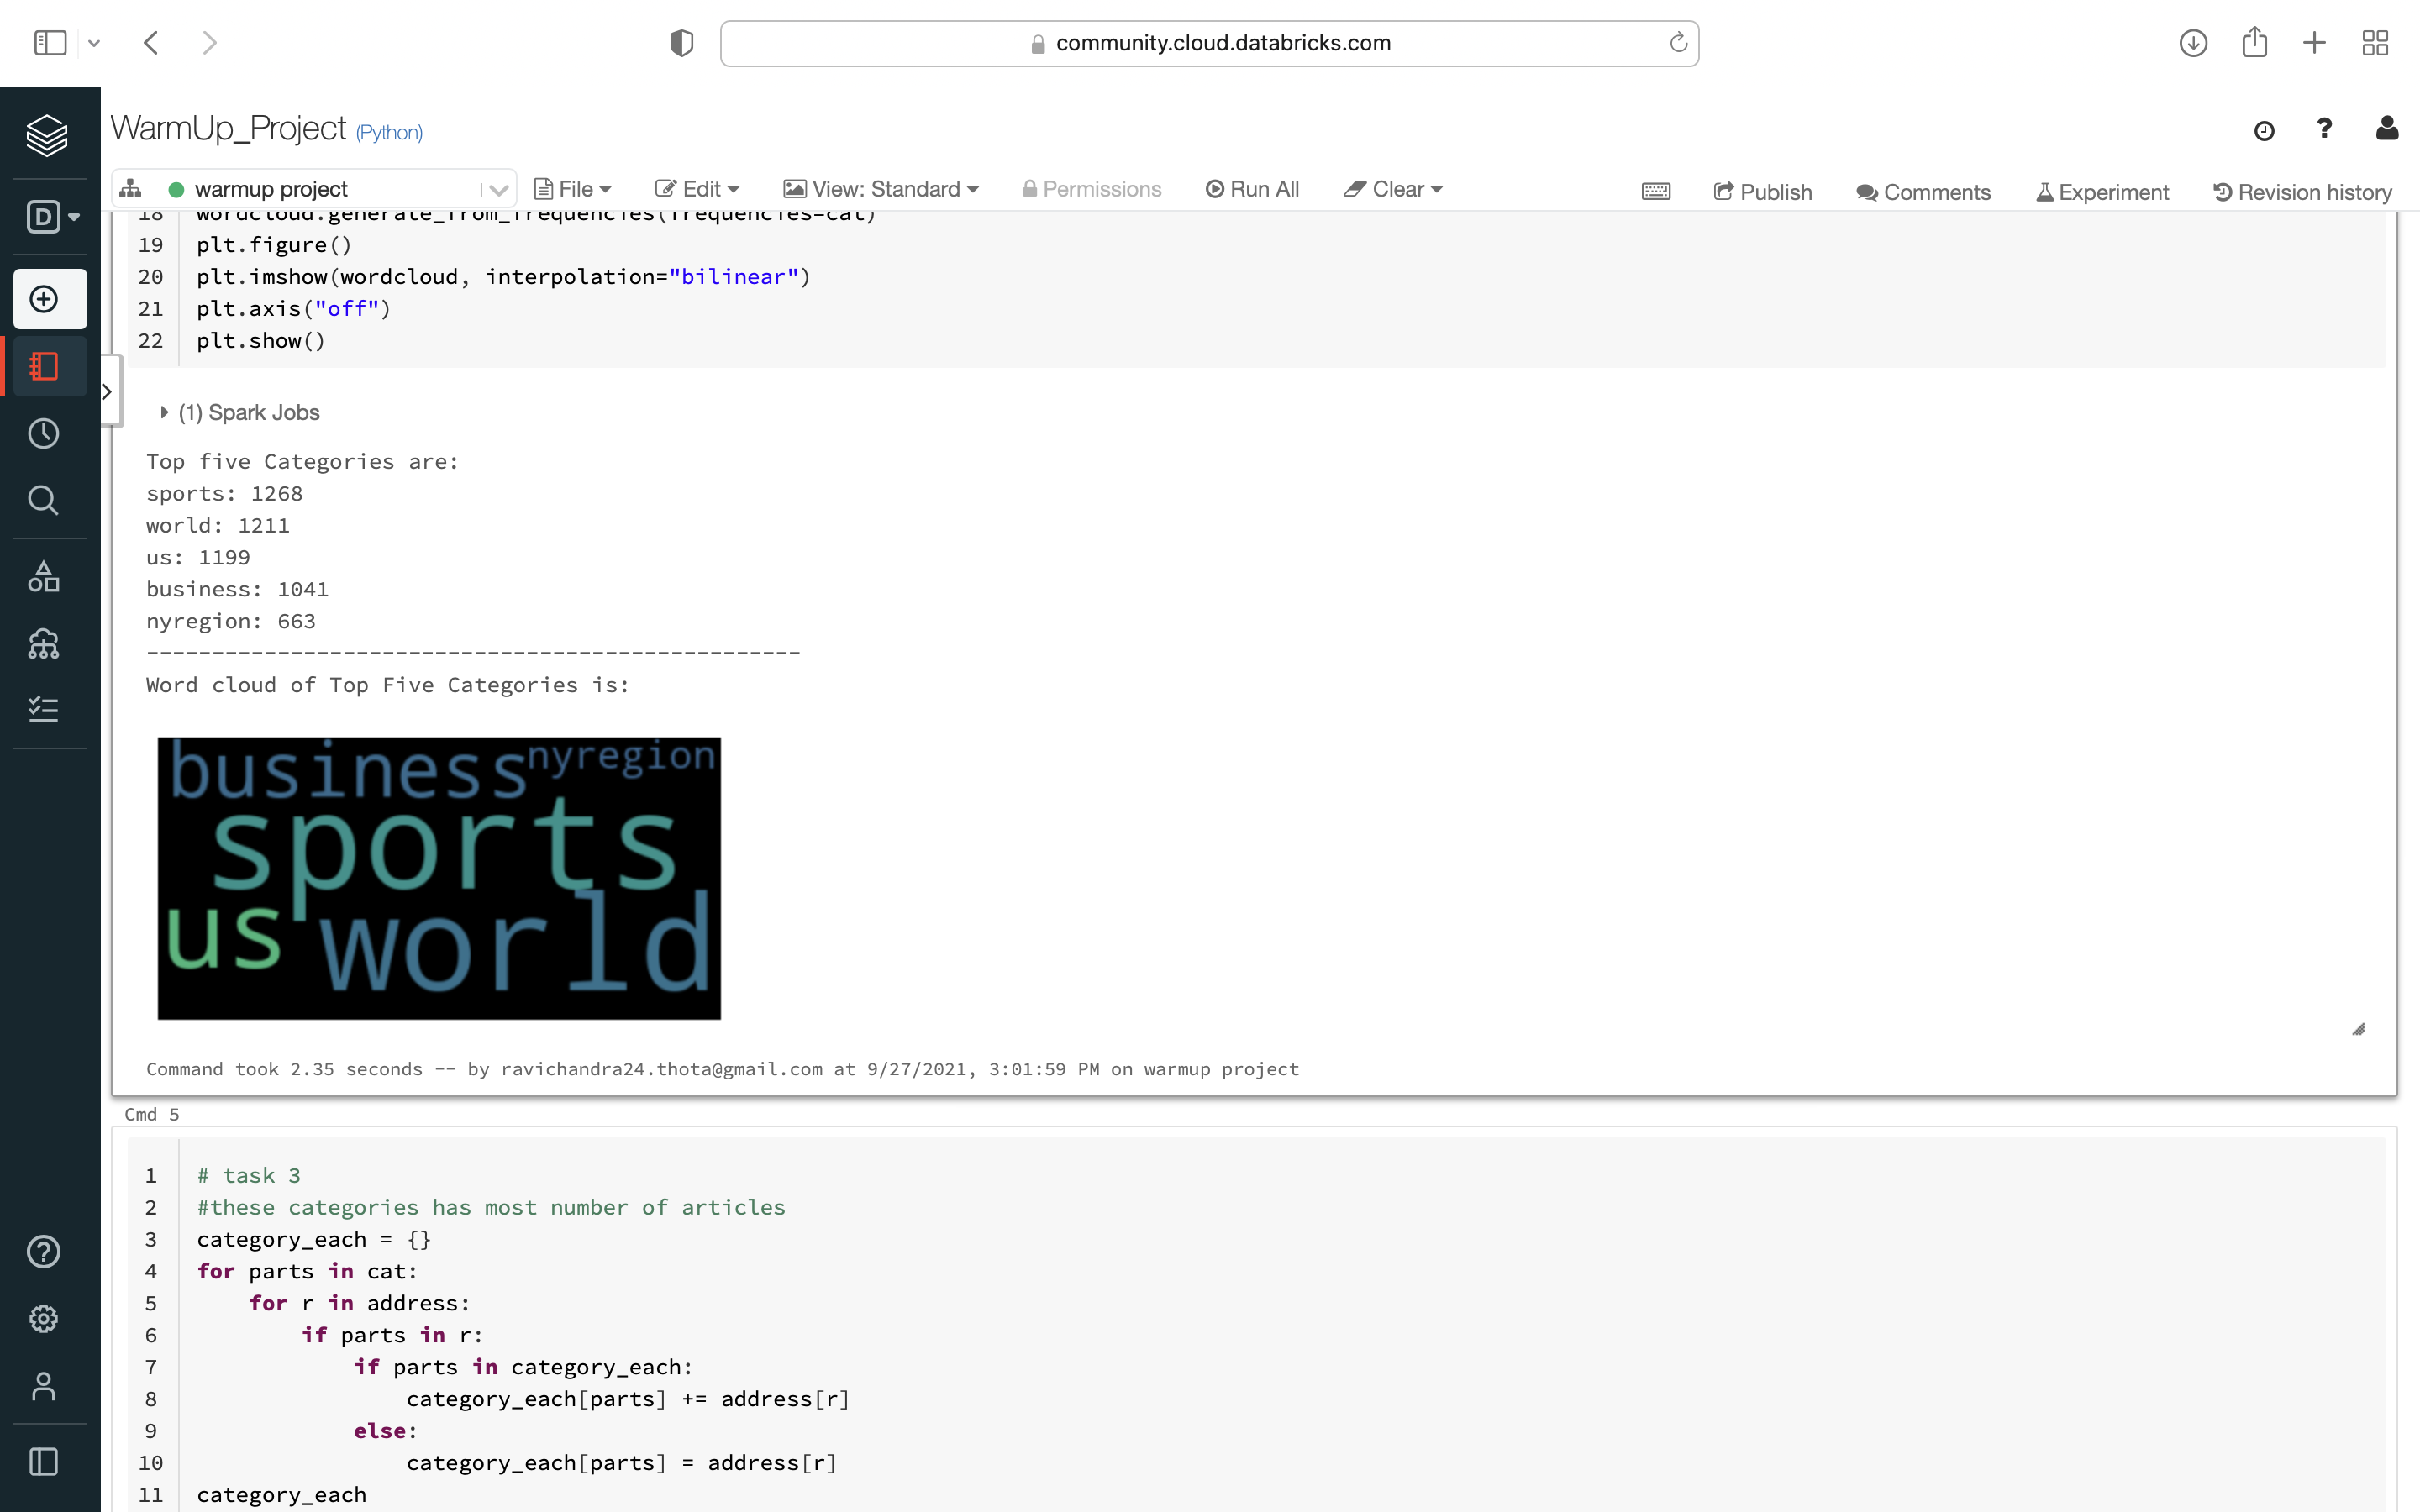 community.cloud.databricks.com
WarmUp_Project (Python)
D
warmup project File Edit View: Standard Permissions Run All Clear Publish Comments Experiment Revision history
18 wordcloud.generate_from_frequencies(frequencies=cat)
19 plt.figure()
20 plt.imshow(wordcloud, interpolation="bilinear")
21 plt.axis("off")
22 plt.show()
(1) Spark Jobs
Top five Categories are:
sports: 1268
world: 1211
us: 1199
business: 1041
nyregion: 663
--------------------------------------------------
Word cloud of Top Five Categories is:
business nyregion
sports
us world
Command took 2.35 seconds -- by ravichandra24.thota@gmail.com at 9/27/2021, 3:01:59 PM on warmup project
Cmd 5
1 # task 3
2 #these categories has most number of articles
3 category_each = {}
4 for parts in cat:
5 for r in address:
6 if parts in r:
7 if parts in category_each:
8 category_each[parts] += address[r]
9 else:
10 category_each[parts] = address[r]
11 category_each